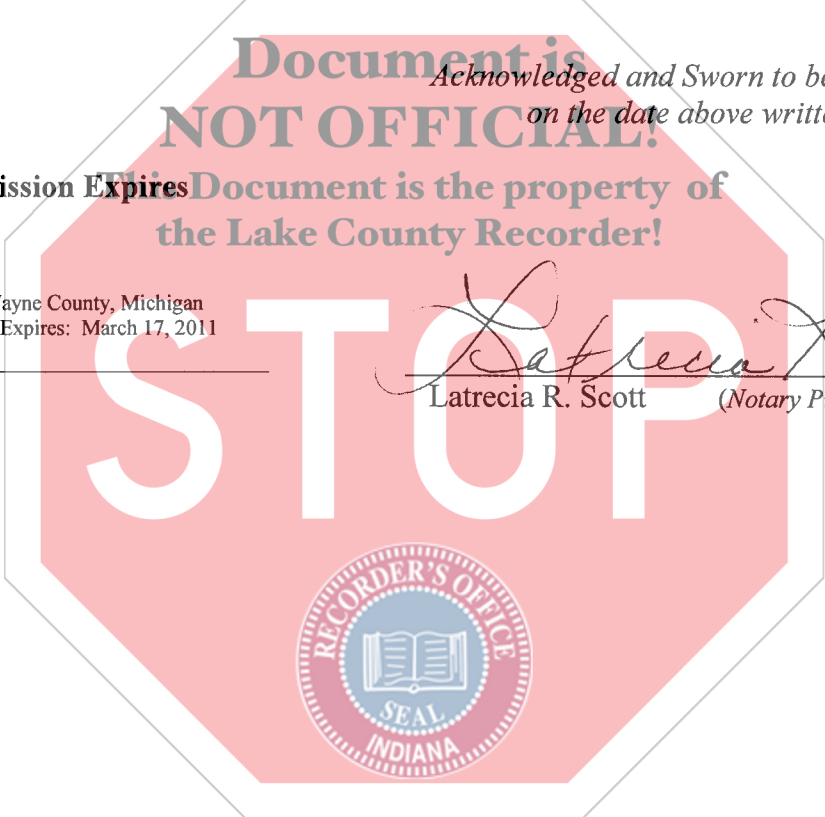 Document is
Acknowledged and Sworn to be
NOT OFFICIAL!
on the date above writte
ission Expires
This Document is the property of
the Lake County Recorder!
ayne County, Michigan
Expires: March 17, 2011
STOP
Latrecia R.
Latrecia R. Scott (Notary P
RECORDER'S OFFICE
SEAL
INDIANA